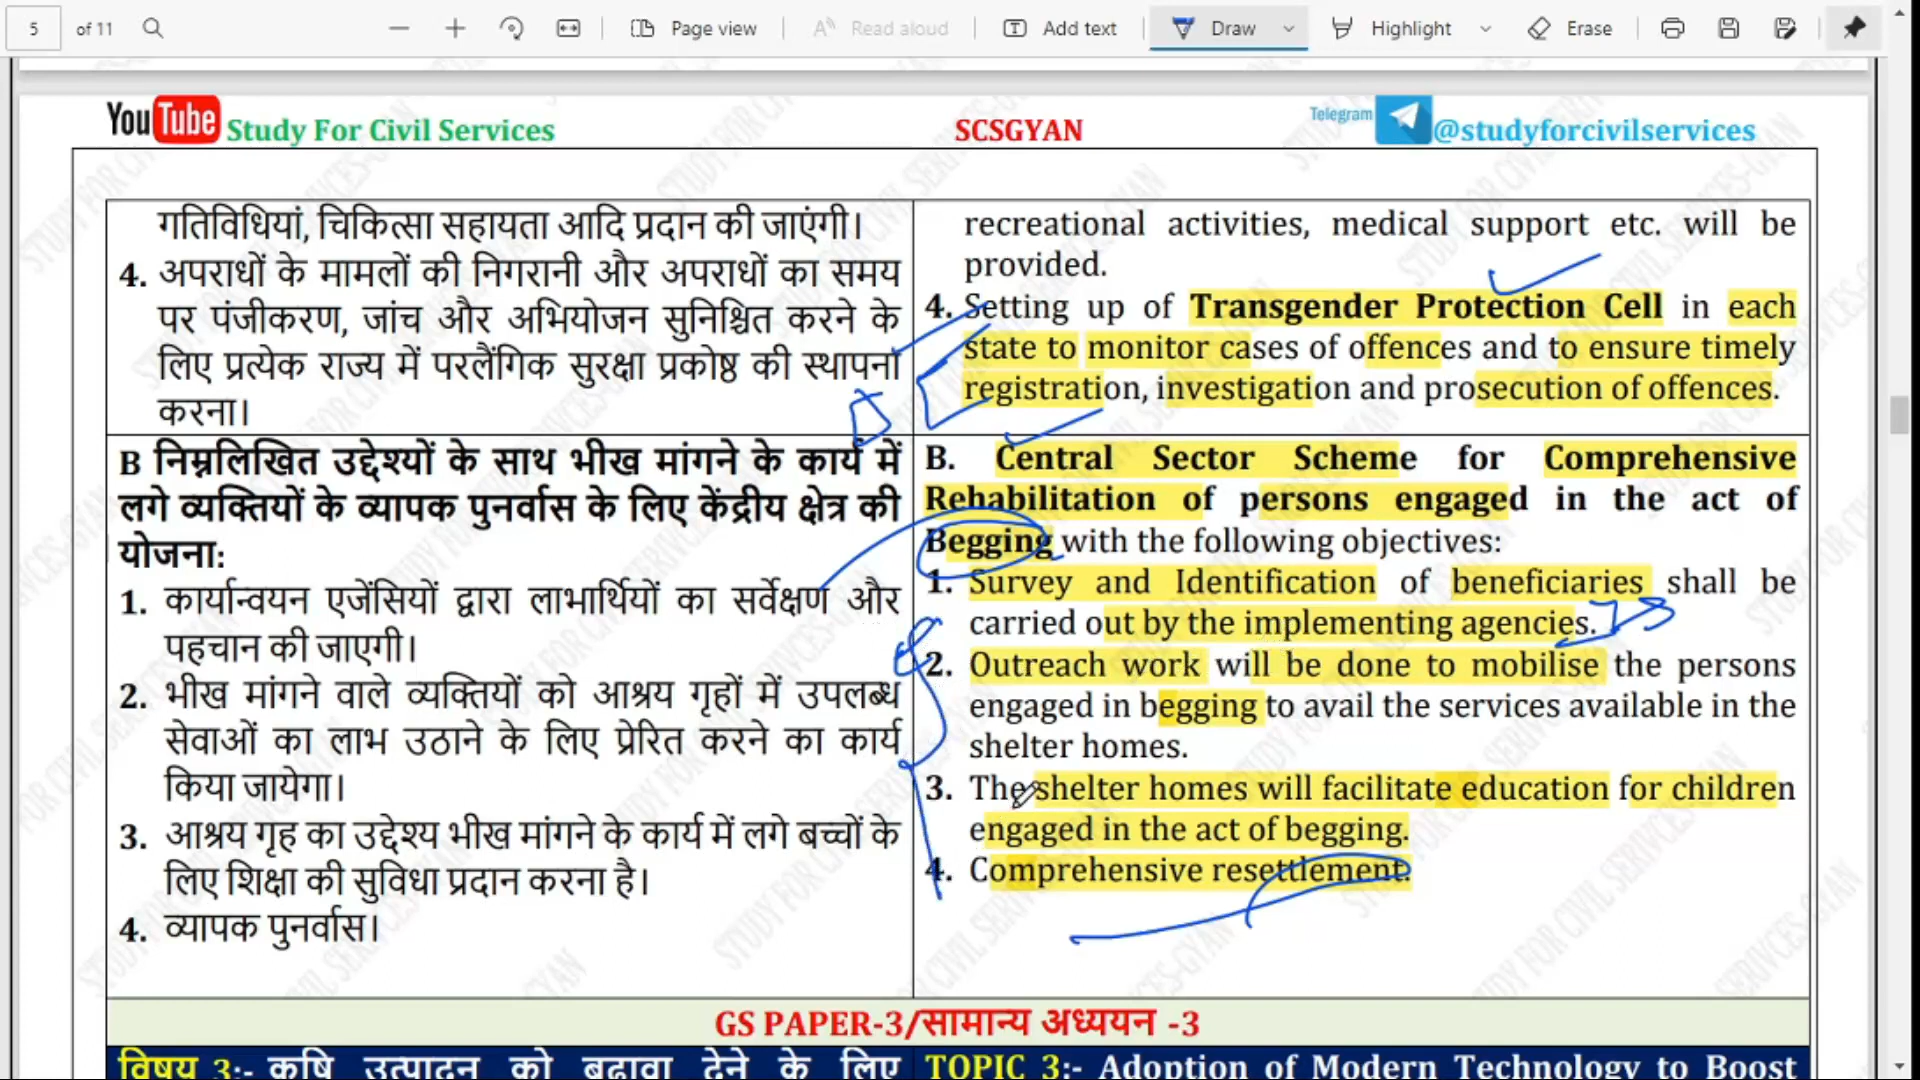 5 of 11 Page view Read aloud Add text Draw Highlight Erase
YouTube Study For Civil Services SCSGYAN Telegram @studyforcivilservices
गतिविधियां, चिकित्सा सहायता आदि प्रदान की जाएंगी।
4. अपराधों के मामलों की निगरानी और अपराधों का समय
पर पंजीकरण, जांच और अभियोजन सुनिश्चित करने के
लिए प्रत्येक राज्य में परलैंगिक सुरक्षा प्रकोष्ठ की स्थापना
करना।
recreational activities, medical support etc. will be
provided.
4. Setting up of Transgender Protection Cell in each
state to monitor cases of offences and to ensure timely
registration, investigation and prosecution of offences.
B निम्नलिखित उद्देश्यों के साथ भीख मांगने के कार्य में
लगे व्यक्तियों के व्यापक पुनर्वास के लिए केंद्रीय क्षेत्र की
योजना:
1. कार्यान्वयन एजेंसियों द्वारा लाभार्थियों का सर्वेक्षण और
पहचान की जाएगी।
2. भीख मांगने वाले व्यक्तियों को आश्रय गृहों में उपलब्ध
सेवाओं का लाभ उठाने के लिए प्रेरित करने का कार्य
किया जायेगा।
3. आश्रय गृह का उद्देश्य भीख मांगने के कार्य में लगे बच्चों के
लिए शिक्षा की सुविधा प्रदान करना है।
4. व्यापक पुनर्वास।
B. Central Sector Scheme for Comprehensive
Rehabilitation of persons engaged in the act of
Begging with the following objectives:
1. Survey and Identification of beneficiaries shall be
carried out by the implementing agencies.
2. Outreach work will be done to mobilise the persons
engaged in begging to avail the services available in the
shelter homes.
3. The shelter homes will facilitate education for children
engaged in the act of begging.
4. Comprehensive resettlement.
GS PAPER-3/सामान्य अध्ययन -3
विषय 3:- कृषि उत्पादन को बढ़ावा देने के लिए
TOPIC 3:- Adoption of Modern Technology to Boost